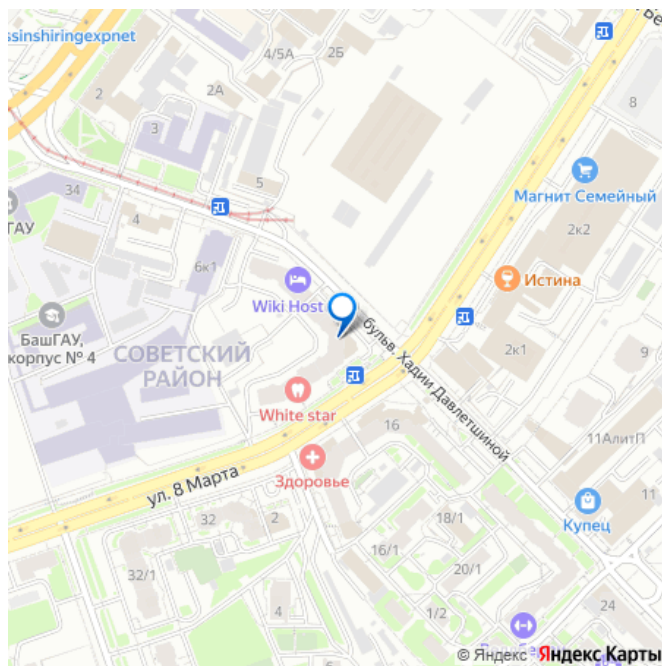 ssinshiringexpnet
4/5А
2Б
2
2А
8
3
Магнит Семейный
34
5
2к2
ГАУ
4
6к1
Истина
Wiki Host
бульв. Хадии Давлетшиной
БашГАУ,
корпус № 4
СОВЕТСКИЙ
РАЙОН
2к1
9
White star
16
11АлитП
ул. 8 Марта
Здоровье
11
32
2
18/1
Купец
16/1
32/1
20/1
4
1/2
24
© Яндекс Яндекс Карты